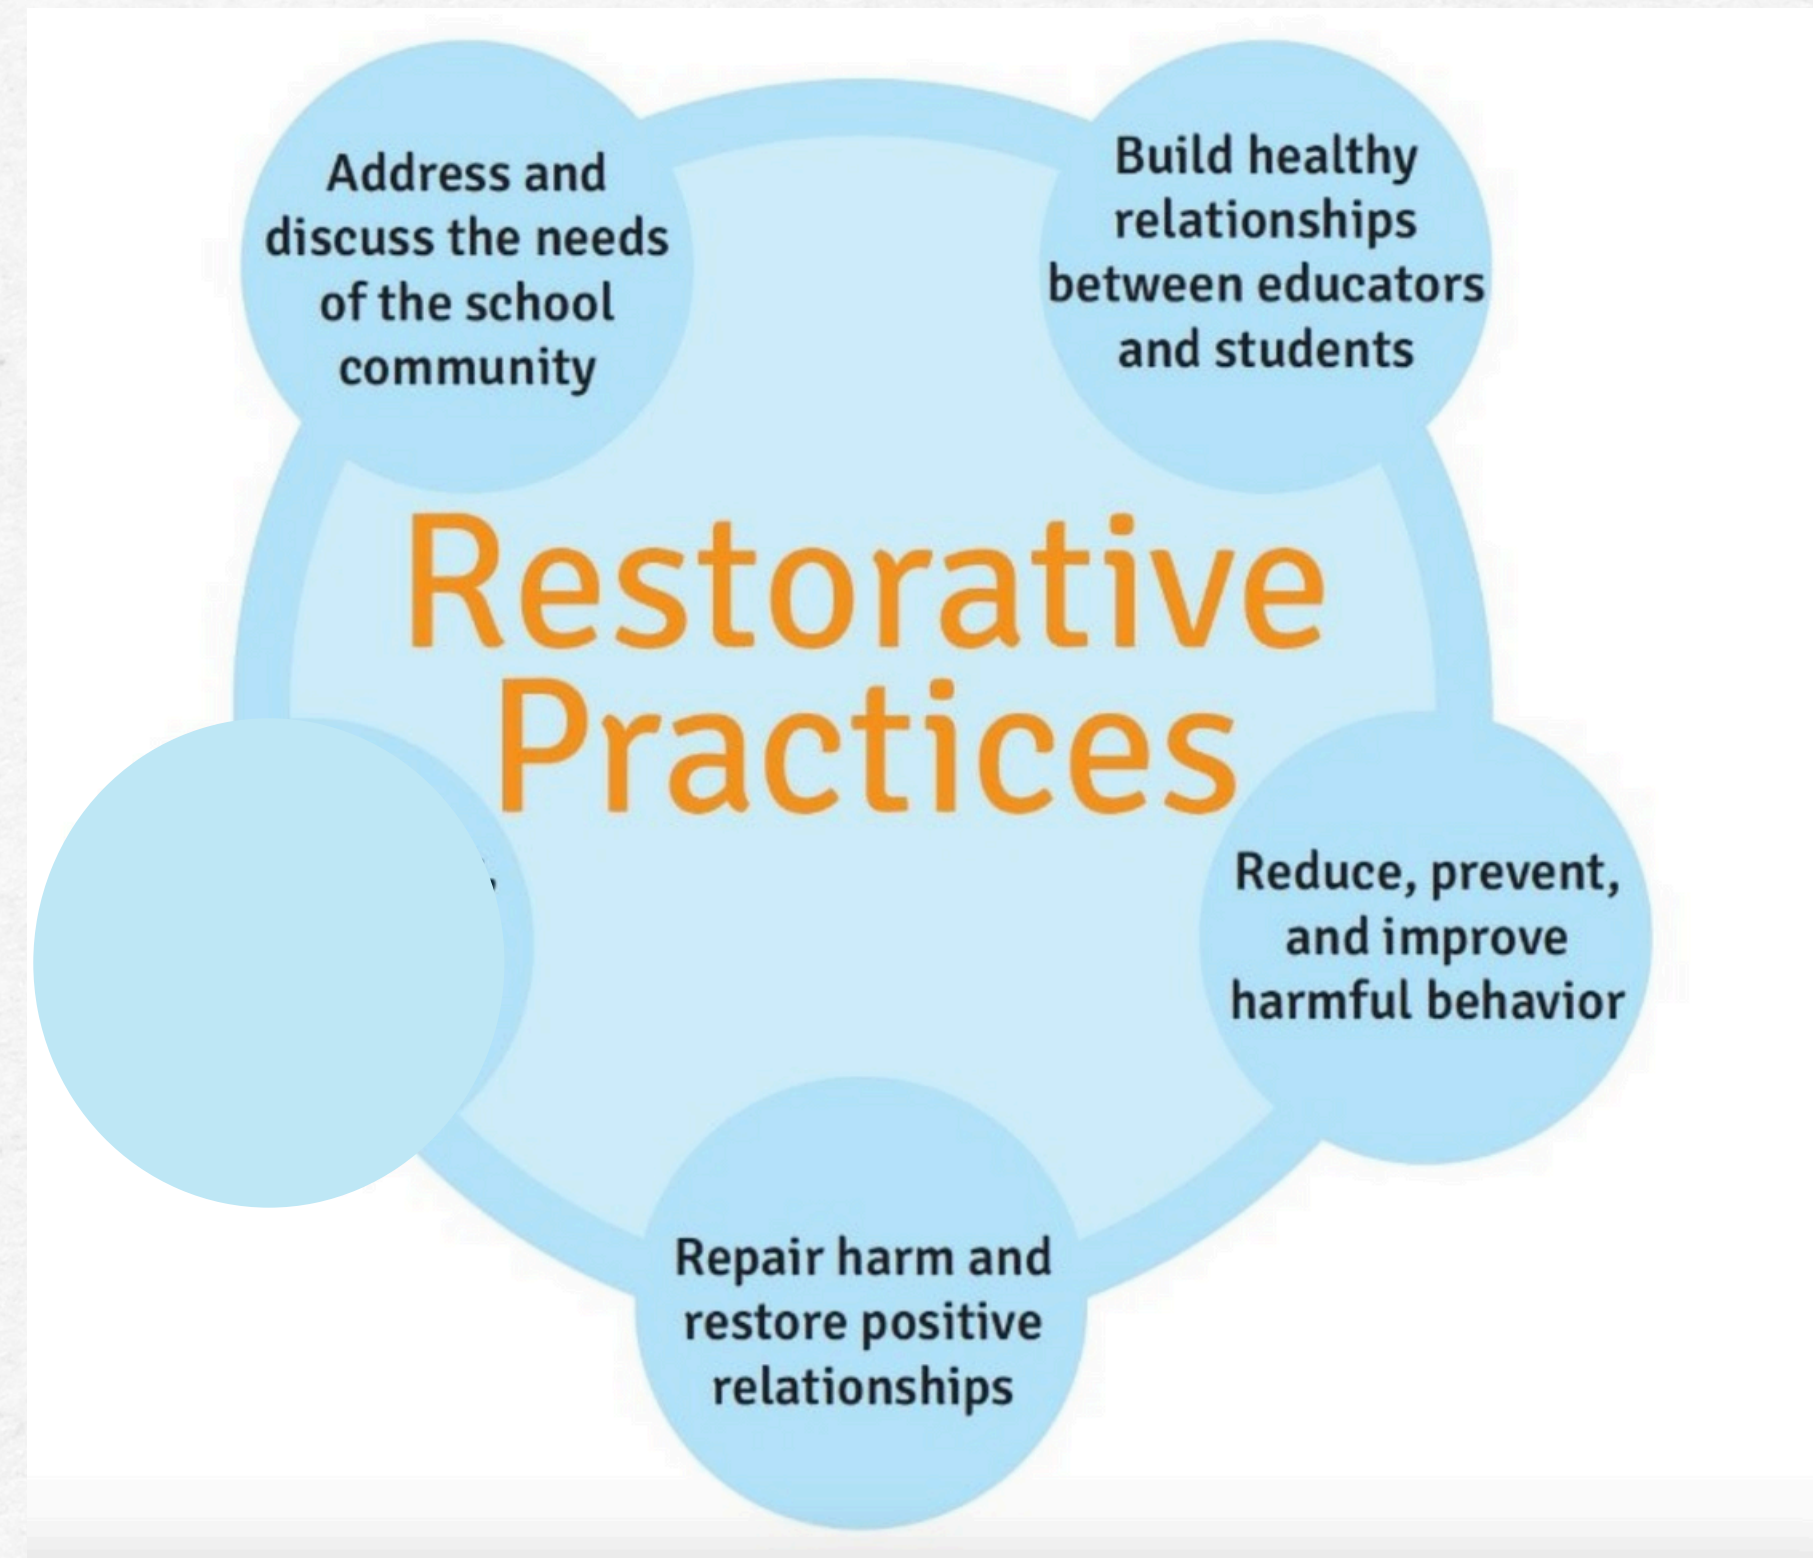 Address and
discuss the needs
of the school
community
Build healthy
relationships
between educators
and students
Restorative
Practices
Reduce, prevent,
and improve
harmful behavior
Repair harm and
restore positive
relationships